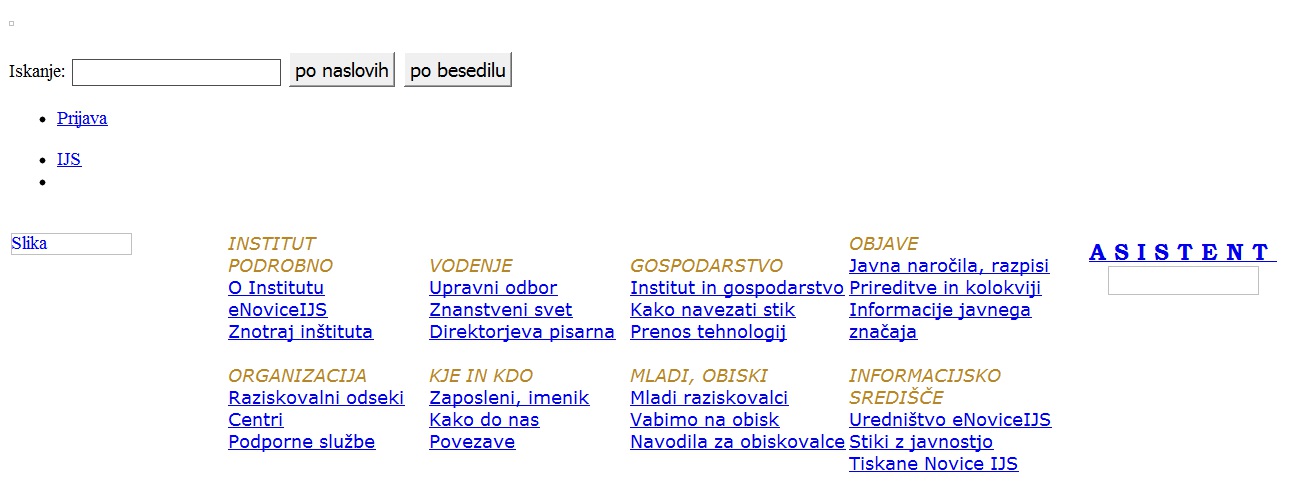 Iskanje: po naslovih po besedilu
Prijava
IJS
Slika
INSTITUT
PODROBNO
O Institutu
eNoviceIJS
Znotraj inštituta
VODENJE
Upravni odbor
Znanstveni svet
Direktorjeva pisarna
GOSPODARSTVO
Institut in gospodarstvo
Kako navezati stik
Prenos tehnologij
OBJAVE
Javna naročila, razpisi
Prireditve in kolokviji
Informacije javnega
značaja
A S I S T E N T
ORGANIZACIJA
Raziskovalni odseki
Centri
Podporne službe
KJE IN KDO
Zaposleni, imenik
Kako do nas
Povezave
MLADI, OBISKI
Mladi raziskovalci
Vabimo na obisk
Navodila za obiskovalce
INFORMACIJSKO
SREDIŠČE
Uredništvo eNoviceIJS
Stiki z javnostjo
Tiskane Novice IJS